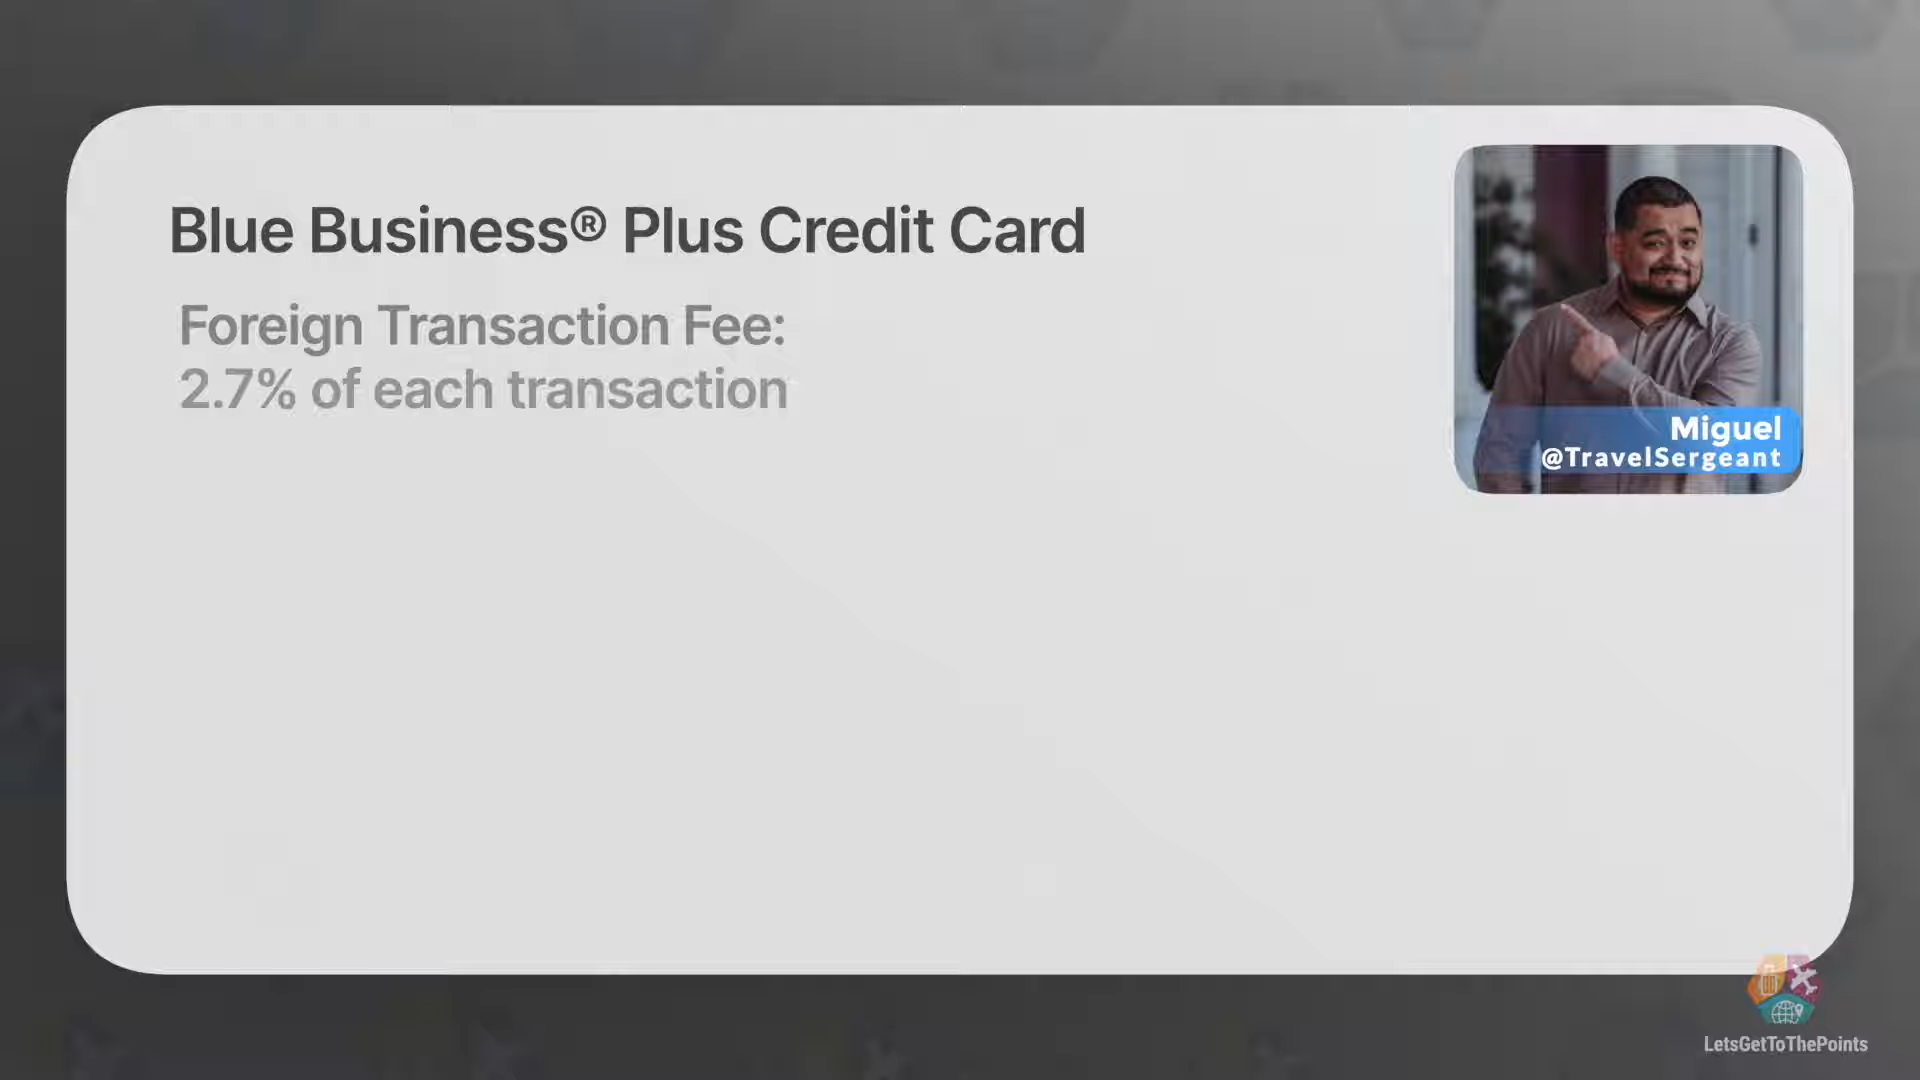 Blue Business® Plus Credit Card
Foreign Transaction Fee:
2.7% of each transaction
Miguel
@TravelSergeant
LetsGetToThePoints